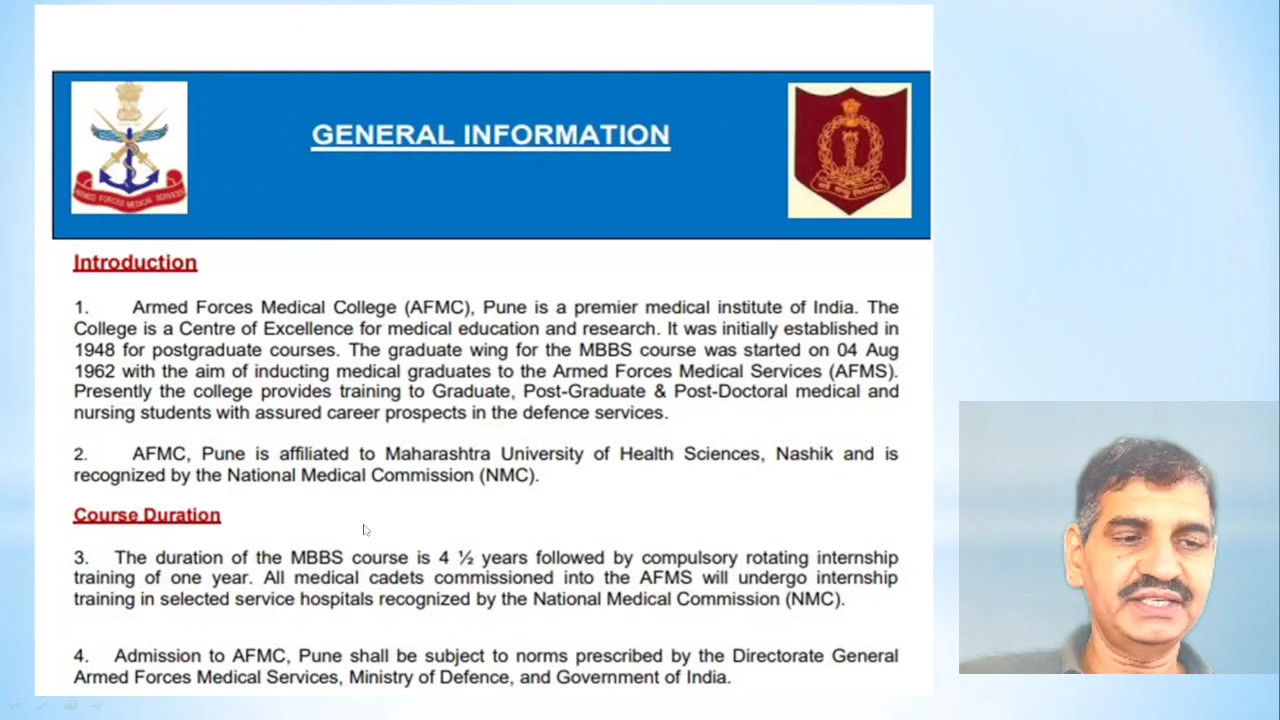 GENERAL INFORMATION
ARMED FORCES MEDICAL SERVICES
Introduction
1. Armed Forces Medical College (AFMC), Pune is a premier medical institute of India. The
College is a Centre of Excellence for medical education and research. It was initially established in
1948 for postgraduate courses. The graduate wing for the MBBS course was started on 04 Aug
1962 with the aim of inducting medical graduates to the Armed Forces Medical Services (AFMS).
Presently the college provides training to Graduate, Post-Graduate & Post-Doctoral medical and
nursing students with assured career prospects in the defence services.
2. AFMC, Pune is affiliated to Maharashtra University of Health Sciences, Nashik and is
recognized by the National Medical Commission (NMC).
Course Duration
3. The duration of the MBBS course is 4 ½ years followed by compulsory rotating internship
training of one year. All medical cadets commissioned into the AFMS will undergo internship
training in selected service hospitals recognized by the National Medical Commission (NMC).
4. Admission to AFMC, Pune shall be subject to norms prescribed by the Directorate General
Armed Forces Medical Services, Ministry of Defence, and Government of India.